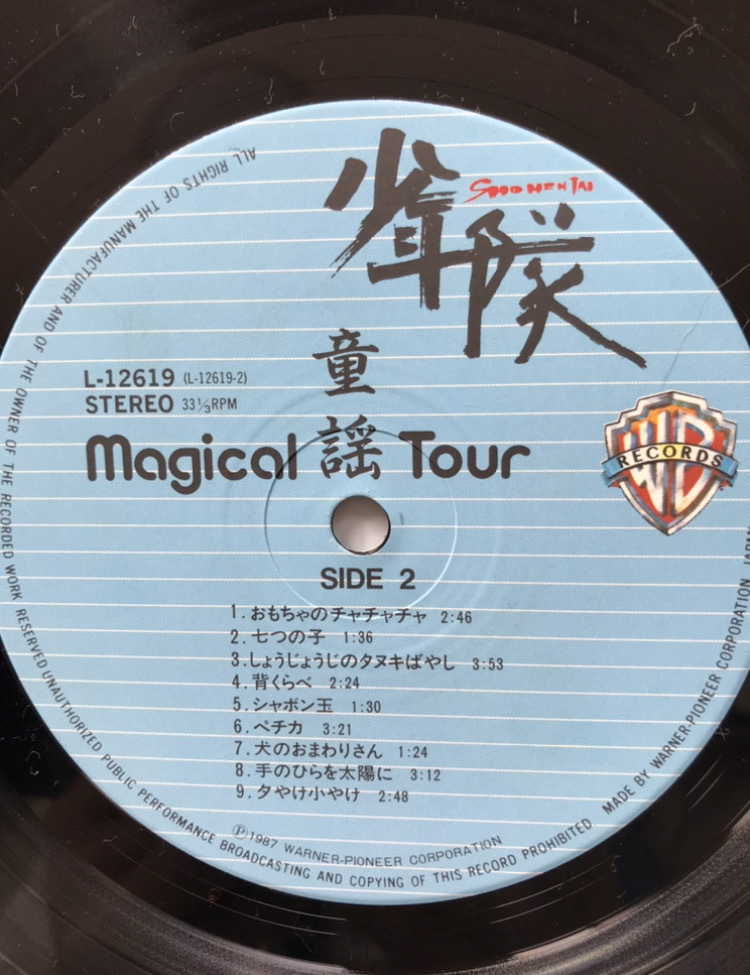 少年隊
SHONEN TAI
童謡
L-12619 (L-12619-2)
STEREO 33⅓RPM
Magical Tour
WB
RECORDS
SIDE 2
1. おもちゃのチャチャチャ 2:46
2. 七つの子 1:36
3. しょうじょうじのタヌキばやし 3:53
4. 背くらべ 2:24
5. シャボン玉 1:30
6. ペチカ 3:21
7. 犬のおまわりさん 1:24
8. 手のひらを太陽に 3:12
9. 夕やけ小やけ 2:48
Ⓟ1987 WARNER-PIONEER CORPORATION
ALL RIGHTS OF THE MANUFACTURER AND OF THE OWNER OF THE RECORDED WORK RESERVED UNAUTHORIZED PUBLIC PERFORMANCE BROADCASTING AND COPYING OF THIS RECORD PROHIBITED MADE BY WARNER-PIONEER CORPORATION JAPAN